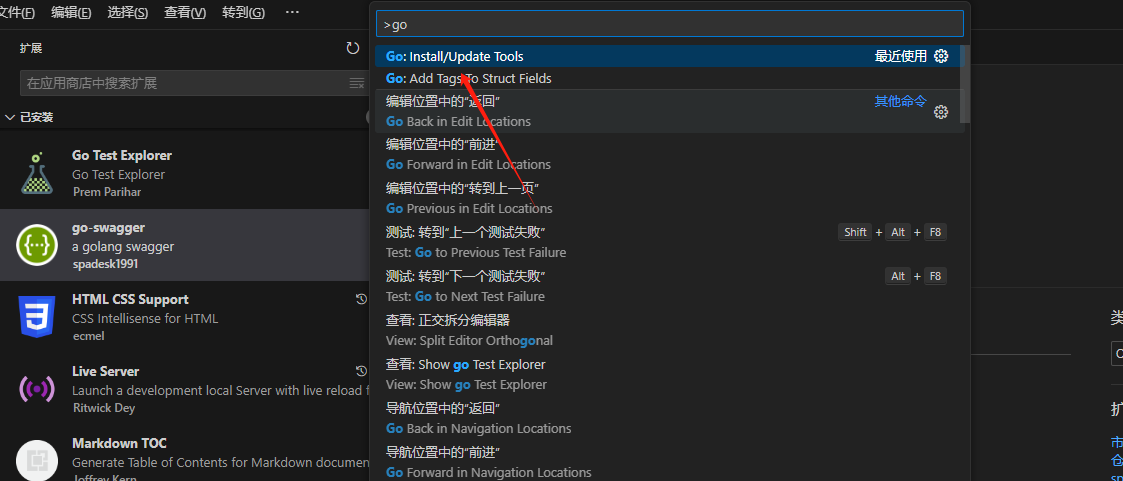 文件(F) 编辑(E) 选择(S) 查看(V) 转到(G) ···
扩展
在应用商店中搜索扩展
已安装
Go Test Explorer
Go Test Explorer
Prem Parihar
go-swagger
a golang swagger
spadesk1991
HTML CSS Support
CSS Intellisense for HTML
ecmel
Live Server
Launch a development local Server with live reload f
Ritwick Dey
Markdown TOC
Generate Table of Contents for Markdown documen
Joffrey Kern
>go
Go: Install/Update Tools 最近使用
Go: Add Tags To Struct Fields
编辑位置中的“返回” 其他命令
Go Back in Edit Locations
编辑位置中的“前进”
Go Forward in Edit Locations
编辑位置中的“转到上一页”
Go Previous in Edit Locations
测试: 转到“上一个测试失败” Shift + Alt + F8
Test: Go to Previous Test Failure
测试: 转到“下一个测试失败” Alt + F8
Test: Go to Next Test Failure
查看: 正交拆分编辑器
View: Split Editor Orthogonal
查看: Show go Test Explorer
View: Show go Test Explorer
导航位置中的“返回”
Go Back in Navigation Locations
导航位置中的“前进”
Go Forward in Navigation Locations
类
扩
市
仓